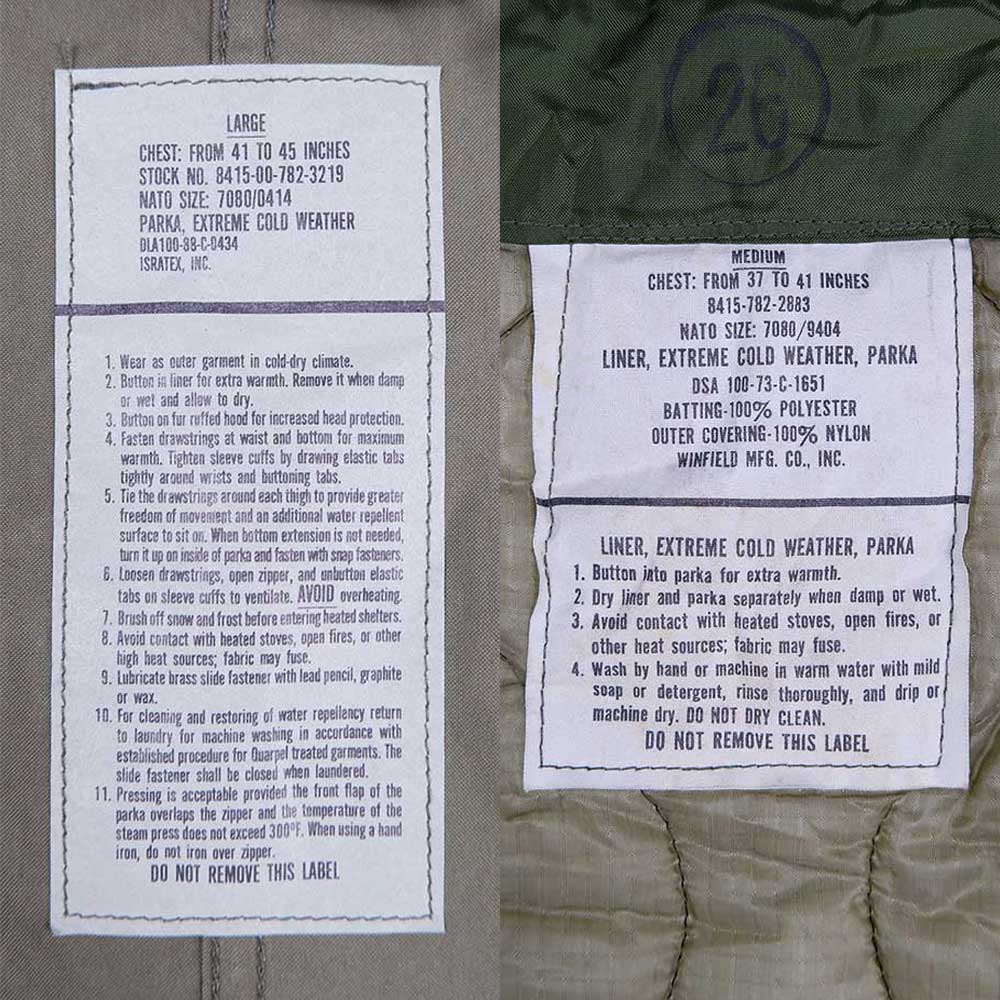 LARGE
CHEST: FROM 41 TO 45 INCHES
STOCK NO. 8415-00-782-3219
NATO SIZE: 7080/0414
PARKA, EXTREME COLD WEATHER
DLA100-88-C-0434
ISRATEX, INC.
1. Wear as outer garment in cold-dry climate.
2. Button in liner for extra warmth. Remove it when damp
or wet and allow to dry.
3. Button on fur ruffed hood for increased head protection.
4. Fasten drawstrings at waist and bottom for maximum
warmth. Tighten sleeve cuffs by drawing elastic tabs
tightly around wrists and buttoning tabs.
5. Tie the drawstrings around each thigh to provide greater
freedom of movement and an additional water repellent
surface to sit on. When bottom extension is not needed,
turn it up on inside of parka and fasten with snap fasteners.
6. Loosen drawstrings, open zipper, and unbutton elastic
tabs on sleeve cuffs to ventilate. AVOID overheating.
7. Brush off snow and frost before entering heated shelters.
8. Avoid contact with heated stoves, open fires, or other
high heat sources; fabric may fuse.
9. Lubricate brass slide fastener with lead pencil, graphite
or wax.
10. For cleaning and restoring of water repellency return
to laundry for machine washing in accordance with
established procedure for Quarpel treated garments. The
slide fastener shall be closed when laundered.
11. Pressing is acceptable provided the front flap of the
parka overlaps the zipper and the temperature of the
steam press does not exceed 300°F. When using a hand
iron, do not iron over zipper.
DO NOT REMOVE THIS LABEL
26
MEDIUM
CHEST: FROM 37 TO 41 INCHES
8415-782-2883
NATO SIZE: 7080/9404
LINER, EXTREME COLD WEATHER, PARKA
DSA 100-73-C-1651
BATTING-100% POLYESTER
OUTER COVERING-100% NYLON
WINFIELD MFG. CO., INC.
LINER, EXTREME COLD WEATHER, PARKA
1. Button into parka for extra warmth.
2. Dry liner and parka separately when damp or wet.
3. Avoid contact with heated stoves, open fires, or
other heat sources; fabric may fuse.
4. Wash by hand or machine in warm water with mild
soap or detergent, rinse thoroughly, and drip or
machine dry. DO NOT DRY CLEAN.
DO NOT REMOVE THIS LABEL